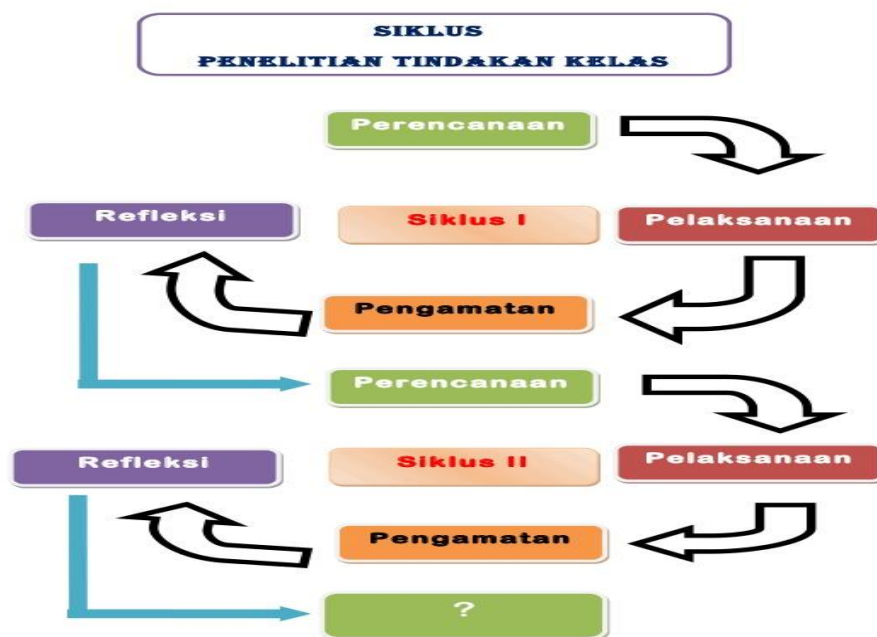 SIKLUS
PENELITIAN TINDAKAN KELAS
Perencanaan
Refleksi
Siklus I
Pelaksanaan
Pengamatan
Perencanaan
Refleksi
Siklus II
Pelaksanaan
Pengamatan
?